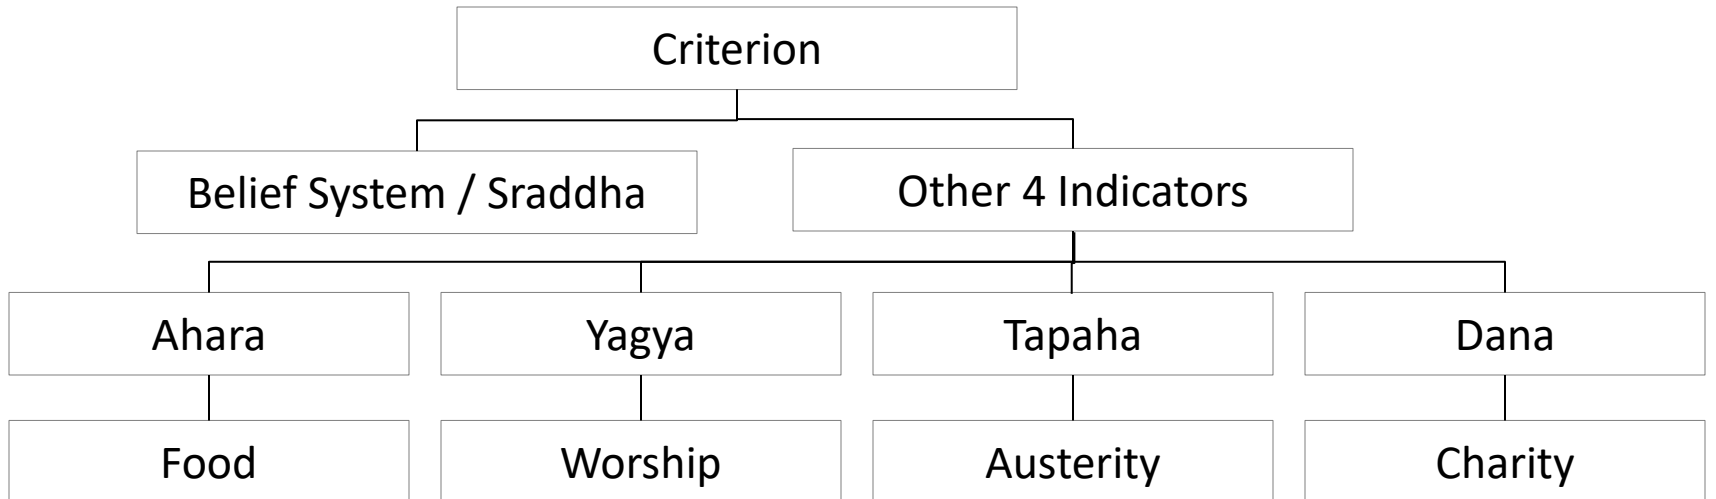 Criterion
Belief System / Sraddha
Other 4 Indicators
Ahara
Yagya
Tapaha
Dana
Food
Worship
Austerity
Charity